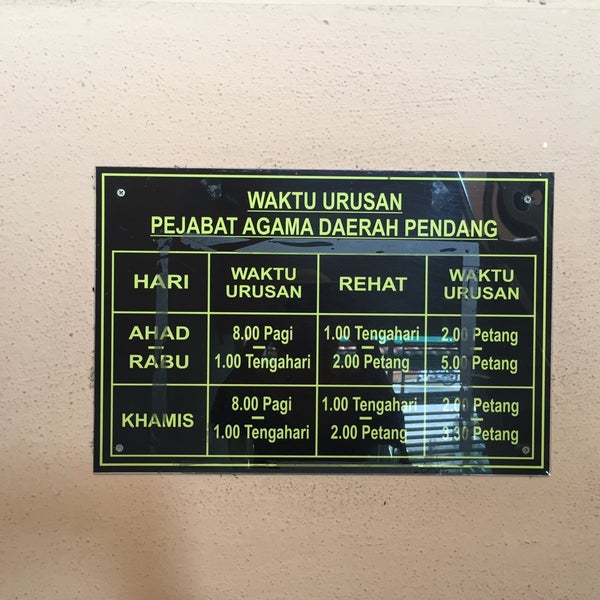 WAKTU URUSAN
PEJABAT AGAMA DAERAH PENDANG
HARI
WAKTU
URUSAN
REHAT
WAKTU
URUSAN
AHAD
–
RABU
8.00 Pagi
–
1.00 Tengahari
1.00 Tengahari
–
2.00 Petang
2.00 Petang
–
5.00 Petang
KHAMIS
8.00 Pagi
–
1.00 Tengahari
1.00 Tengahari
–
2.00 Petang
2.00 Petang
–
3.30 Petang